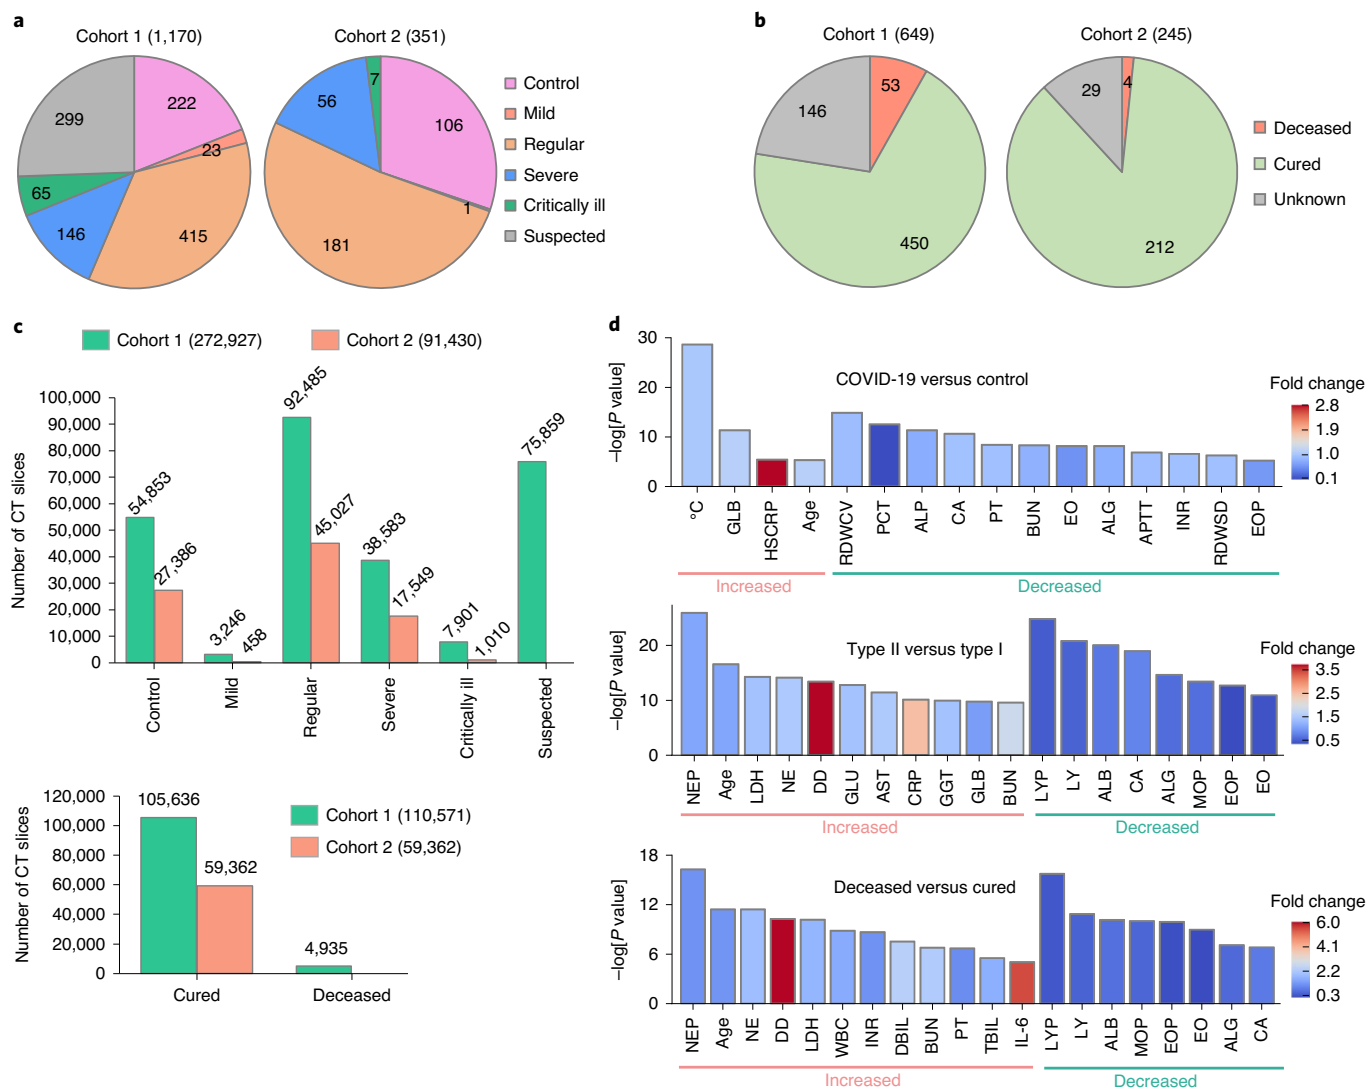 a
Cohort 1 (1,170)
Cohort 2 (351)
222
23
415
146
65
299
106
1
181
56
7
Control
Mild
Regular
Severe
Critically ill
Suspected
b
Cohort 1 (649)
Cohort 2 (245)
53
450
146
4
212
29
Deceased
Cured
Unknown
c
Cohort 1 (272,927)
Cohort 2 (91,430)
Number of CT slices
100,000
90,000
80,000
70,000
60,000
50,000
40,000
30,000
20,000
10,000
0
54,853
27,386
3,246
458
92,485
45,027
38,583
17,549
7,901
1,010
75,859
Control
Mild
Regular
Severe
Critically ill
Suspected
Number of CT slices
120,000
100,000
80,000
60,000
40,000
20,000
0
105,636
59,362
4,935
Cohort 1 (110,571)
Cohort 2 (59,362)
Cured
Deceased
d
–log[P value]
30
20
10
0
COVID-19 versus control
Fold change
2.8
1.9
1.0
0.1
°C
GLB
HSCRP
Age
RDWCV
PCT
ALP
CA
PT
BUN
EO
ALG
APTT
INR
RDWSD
EOP
Increased
Decreased
–log[P value]
20
10
0
Type II versus type I
Fold change
3.5
2.5
1.5
0.5
NEP
Age
LDH
NE
DD
GLU
AST
CRP
GGT
GLB
BUN
LYP
LY
ALB
CA
ALG
MOP
EOP
EO
Increased
Decreased
–log[P value]
18
12
6
0
Deceased versus cured
Fold change
6.0
4.1
2.2
0.3
NEP
Age
NE
DD
LDH
WBC
INR
DBIL
BUN
PT
TBIL
IL-6
LYP
LY
ALB
MOP
EOP
EO
ALG
CA
Increased
Decreased